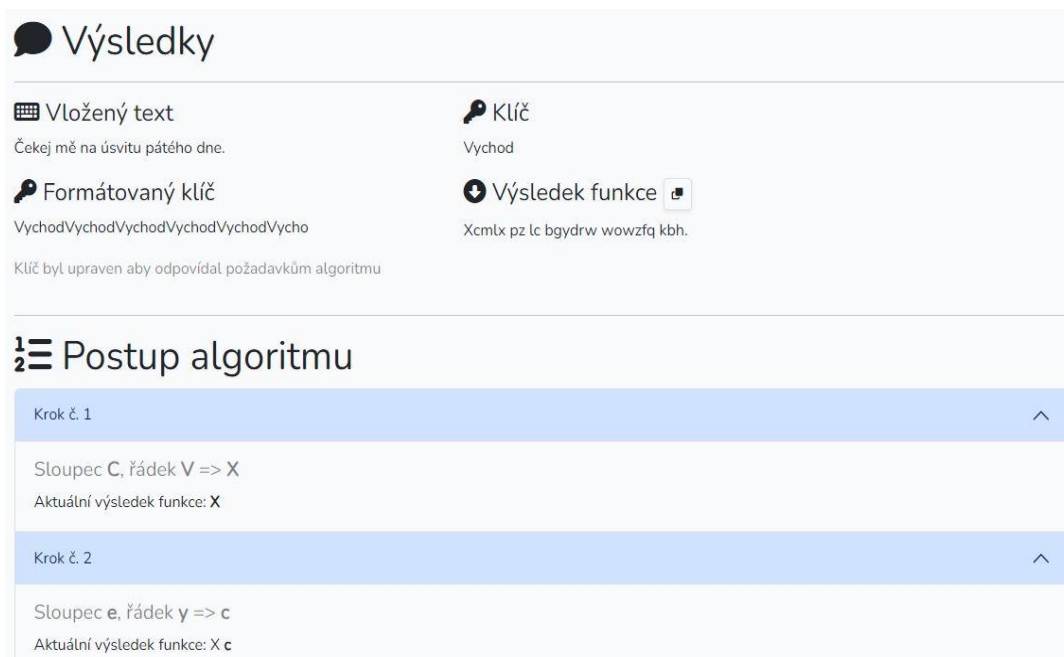 Výsledky
Vložený text
Čekej mě na úsvitu pátého dne.
Klíč
Vychod
Formátovaný klíč
VychodVychodVychodVychodVychodVycho
Klíč byl upraven aby odpovídal požadavkům algoritmu
Výsledek funkce
Xcmlx pz lc bgydrw wowzfq kbh.
Postup algoritmu
Krok č. 1
Sloupec C, řádek V => X
Aktuální výsledek funkce: X
Krok č. 2
Sloupec e, řádek y => c
Aktuální výsledek funkce: X c